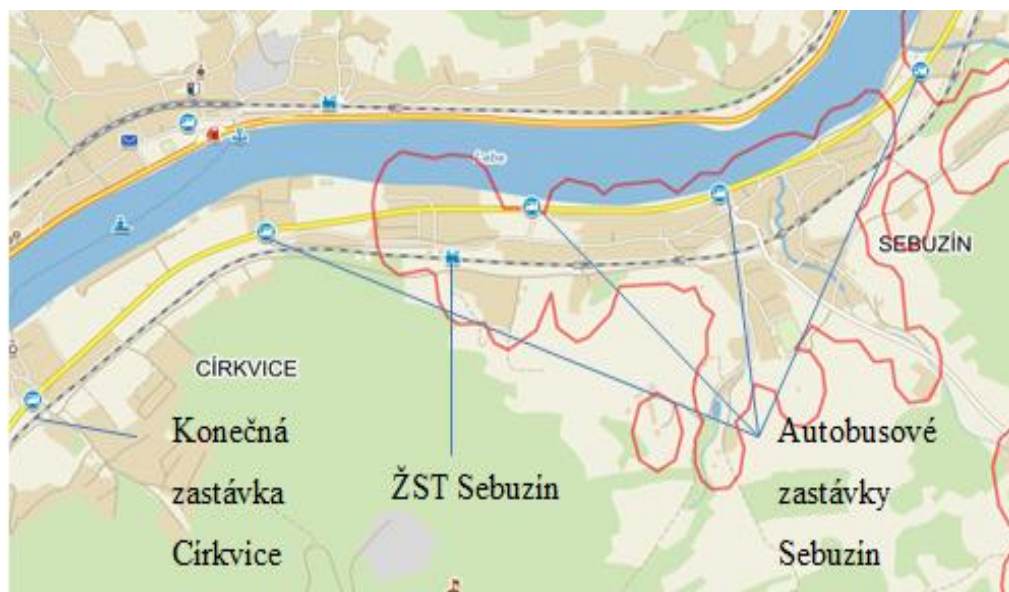 Labe
SEBUZÍN
CÍRKVICE
Konečná
zastávka
Církvice
ŽST Sebuzín
Autobusové
zastávky
Sebuzín